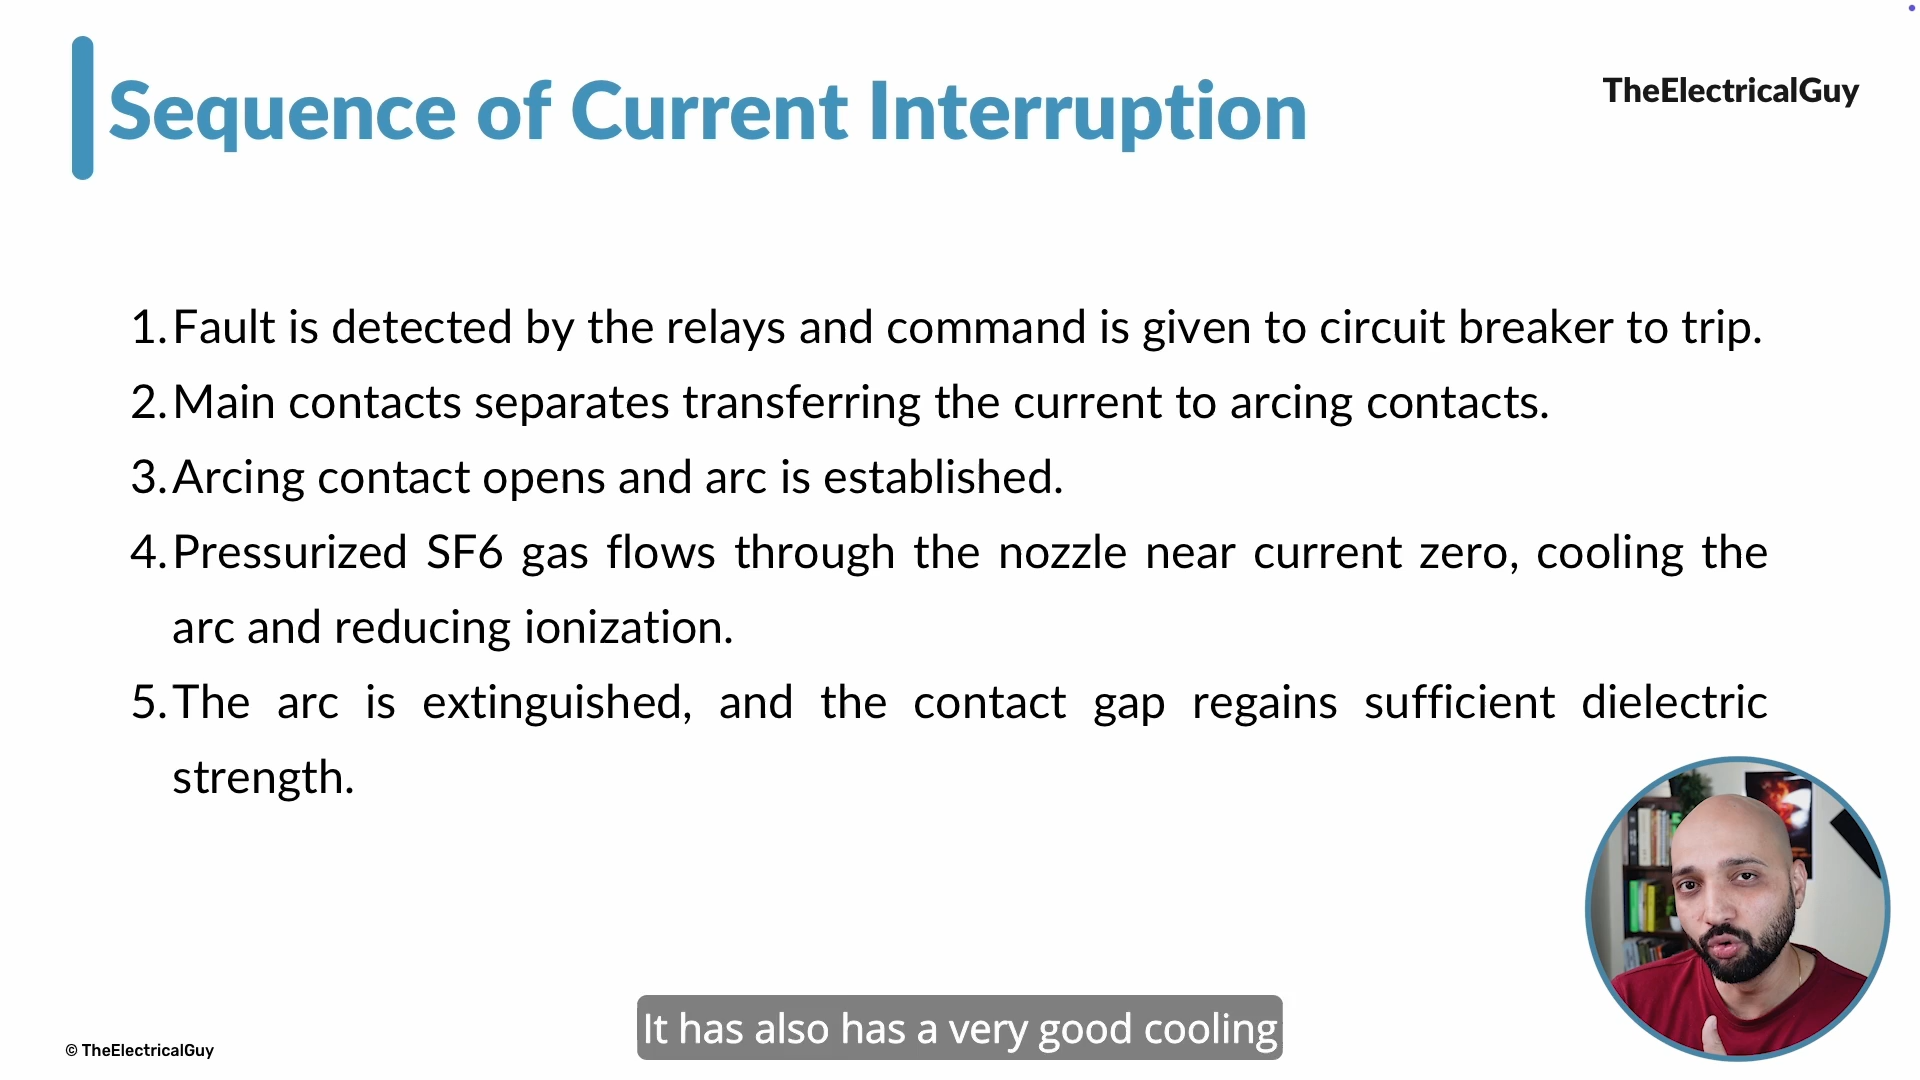 Sequence of Current Interruption
TheElectricalGuy
1. Fault is detected by the relays and command is given to circuit breaker to trip.
2. Main contacts separates transferring the current to arcing contacts.
3. Arcing contact opens and arc is established.
4. Pressurized SF6 gas flows through the nozzle near current zero, cooling the
arc and reducing ionization.
5. The arc is extinguished, and the contact gap regains sufficient dielectric
strength.
It has also has a very good cooling
© TheElectricalGuy